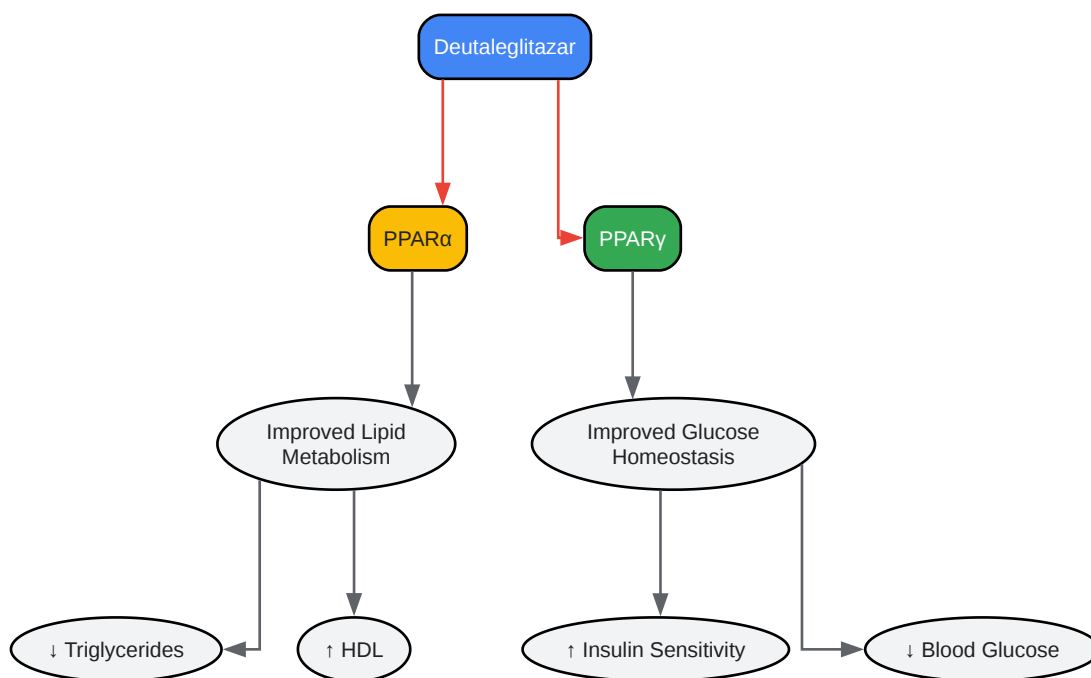 Deutaleglitazar
PPARα
PPARγ
Improved Lipid
Metabolism
Improved Glucose
Homeostasis
↓ Triglycerides
↑ HDL
↑ Insulin Sensitivity
↓ Blood Glucose